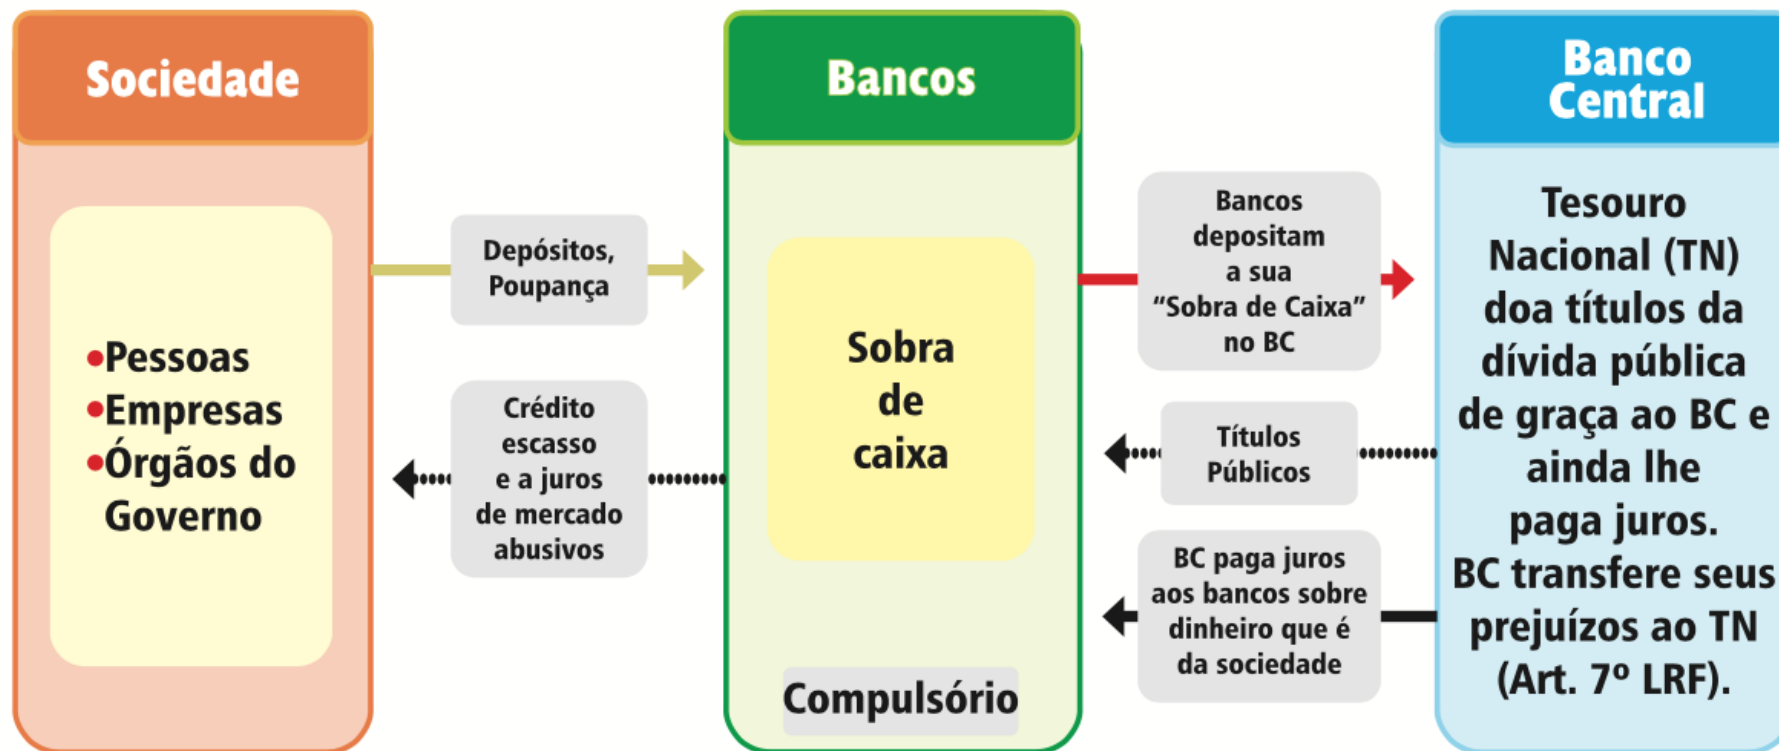 Sociedade
•Pessoas
•Empresas
•Órgãos do
Governo
Depósitos,
Poupança
Crédito
escasso
e a juros
de mercado
abusivos
Bancos
Sobra
de
caixa
Compulsório
Bancos
depositam
a sua
“Sobra de Caixa”
no BC
Títulos
Públicos
BC paga juros
aos bancos sobre
dinheiro que é
da sociedade
Banco
Central
Tesouro
Nacional (TN)
doa títulos da
dívida pública
de graça ao BC e
ainda lhe
paga juros.
BC transfere seus
prejuízos ao TN
(Art. 7º LRF).